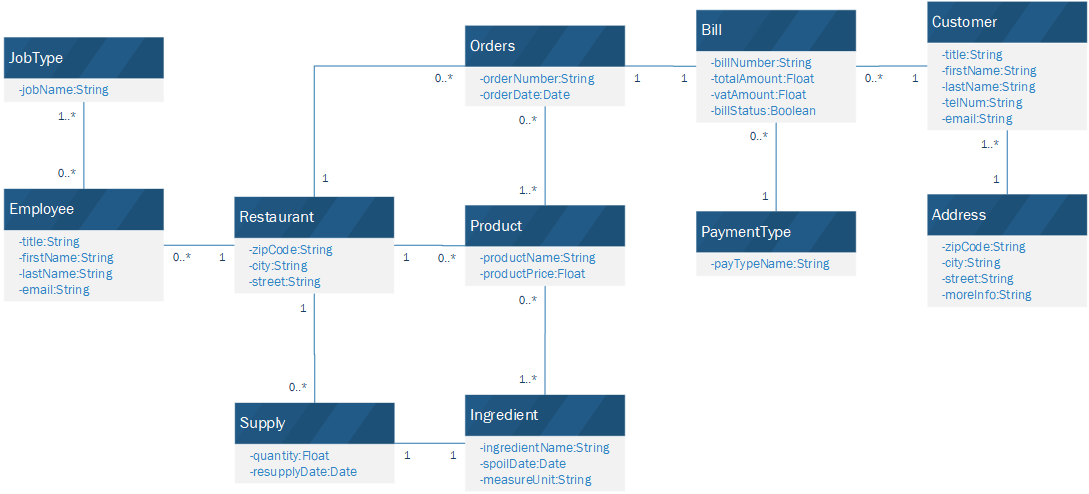 JobType
-jobName:String
1..*
0..*
Employee
-title:String
-firstName:String
-lastName:String
-email:String
0..*
1
Restaurant
-zipCode:String
-city:String
-street:String
1
1
1
0..*
Supply
-quantity:Float
-resupplyDate:Date
1
1
Orders
-orderNumber:String
-orderDate:Date
0..*
1
1
0..*
1..*
Product
-productName:String
-productPrice:Float
0..*
0..*
1..*
Ingredient
-ingredientName:String
-spoilDate:Date
-measureUnit:String
Bill
-billNumber:String
-totalAmount:Float
-vatAmount:Float
-billStatus:Boolean
0..*
1
0..*
1
PaymentType
-payTypeName:String
Customer
-title:String
-firstName:String
-lastName:String
-telNum:String
-email:String
1..*
1
Address
-zipCode:String
-city:String
-street:String
-moreInfo:String